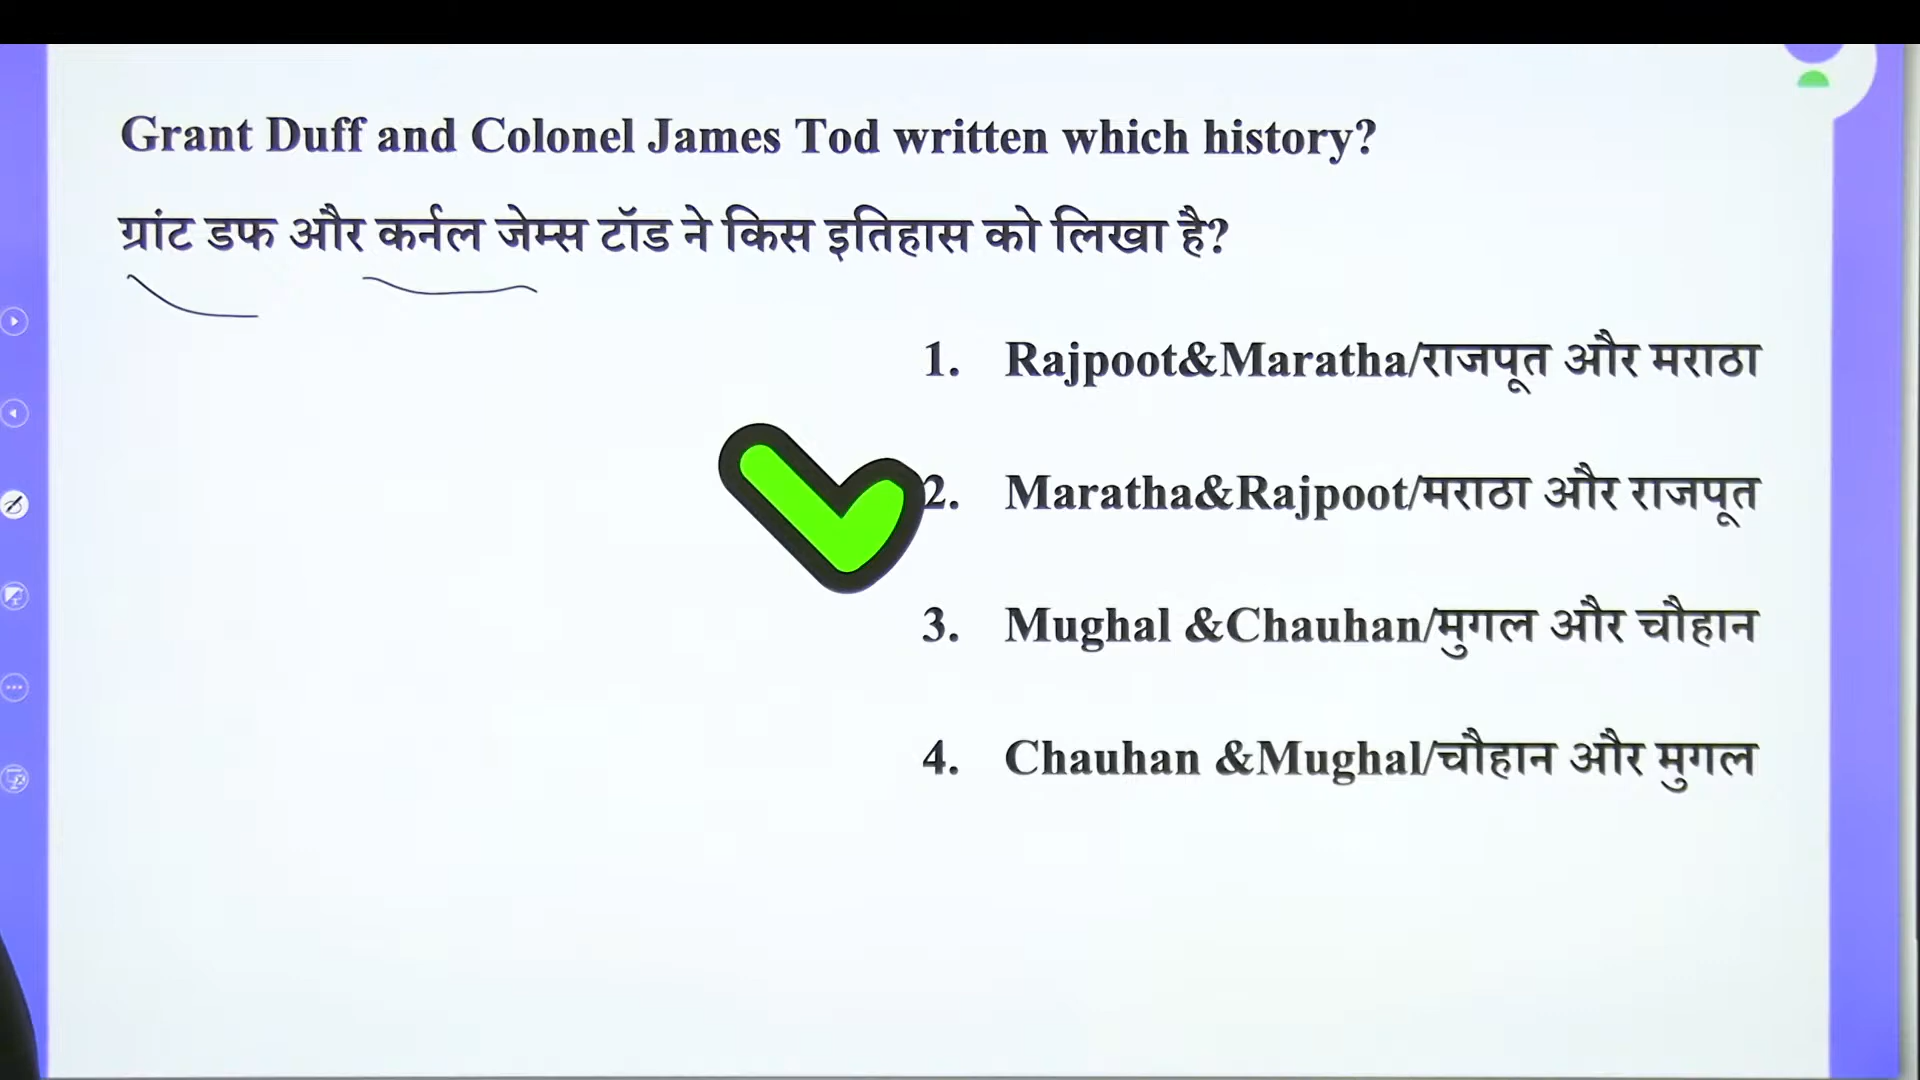 Grant Duff and Colonel James Tod written which history?
ग्रांट डफ और कर्नल जेम्स टॉड ने किस इतिहास को लिखा है?
1. Rajpoot&Maratha/राजपूत और मराठा
2. Maratha&Rajpoot/मराठा और राजपूत
3. Mughal &Chauhan/मुगल और चौहान
4. Chauhan &Mughal/चौहान और मुगल